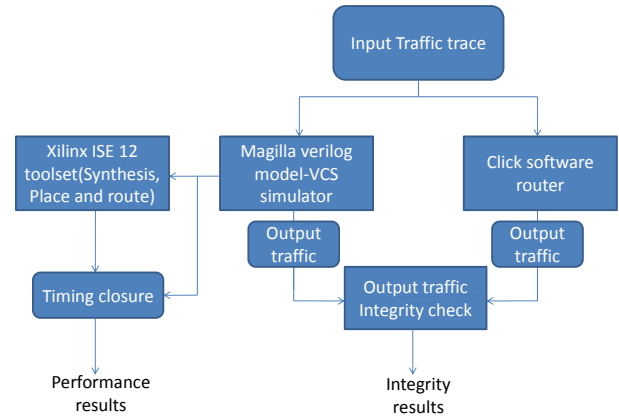 Input Traffic trace
Xilinx ISE 12
toolset(Synthesis,
Place and route)
Magilla verilog
model-VCS
simulator
Click software
router
Output
traffic
Output
traffic
Timing closure
Output traffic
Integrity check
Performance
results
Integrity
results